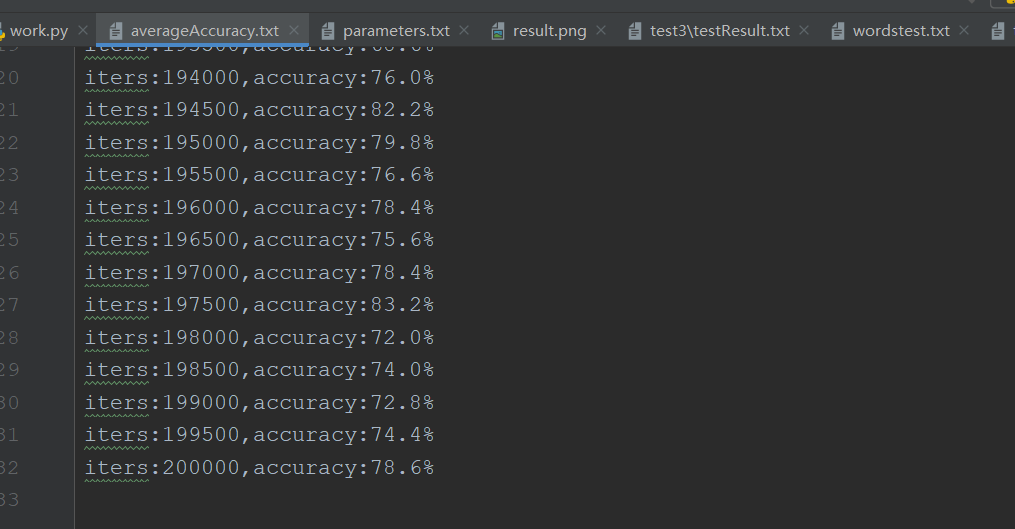 work.py averageAccuracy.txt parameters.txt result.png test3\testResult.txt wordstest.txt
20 iters:194000,accuracy:76.0%
21 iters:194500,accuracy:82.2%
22 iters:195000,accuracy:79.8%
23 iters:195500,accuracy:76.6%
24 iters:196000,accuracy:78.4%
25 iters:196500,accuracy:75.6%
26 iters:197000,accuracy:78.4%
27 iters:197500,accuracy:83.2%
28 iters:198000,accuracy:72.0%
29 iters:198500,accuracy:74.0%
30 iters:199000,accuracy:72.8%
31 iters:199500,accuracy:74.4%
32 iters:200000,accuracy:78.6%
33